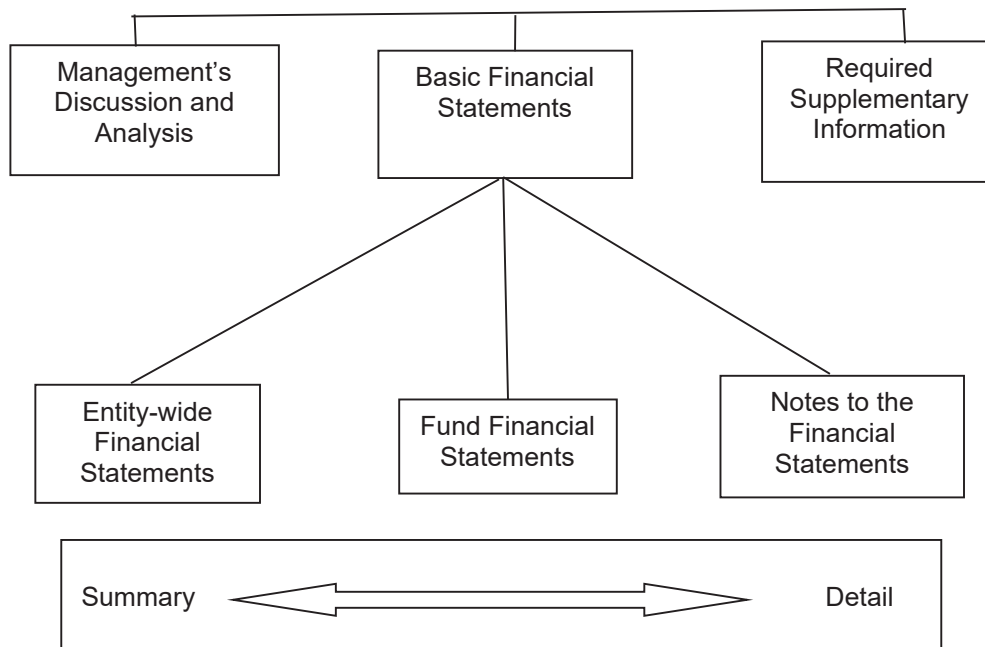 Management’s
Discussion and
Analysis
Basic Financial
Statements
Required
Supplementary
Information
Entity-wide
Financial
Statements
Fund Financial
Statements
Notes to the
Financial
Statements
Summary
Detail